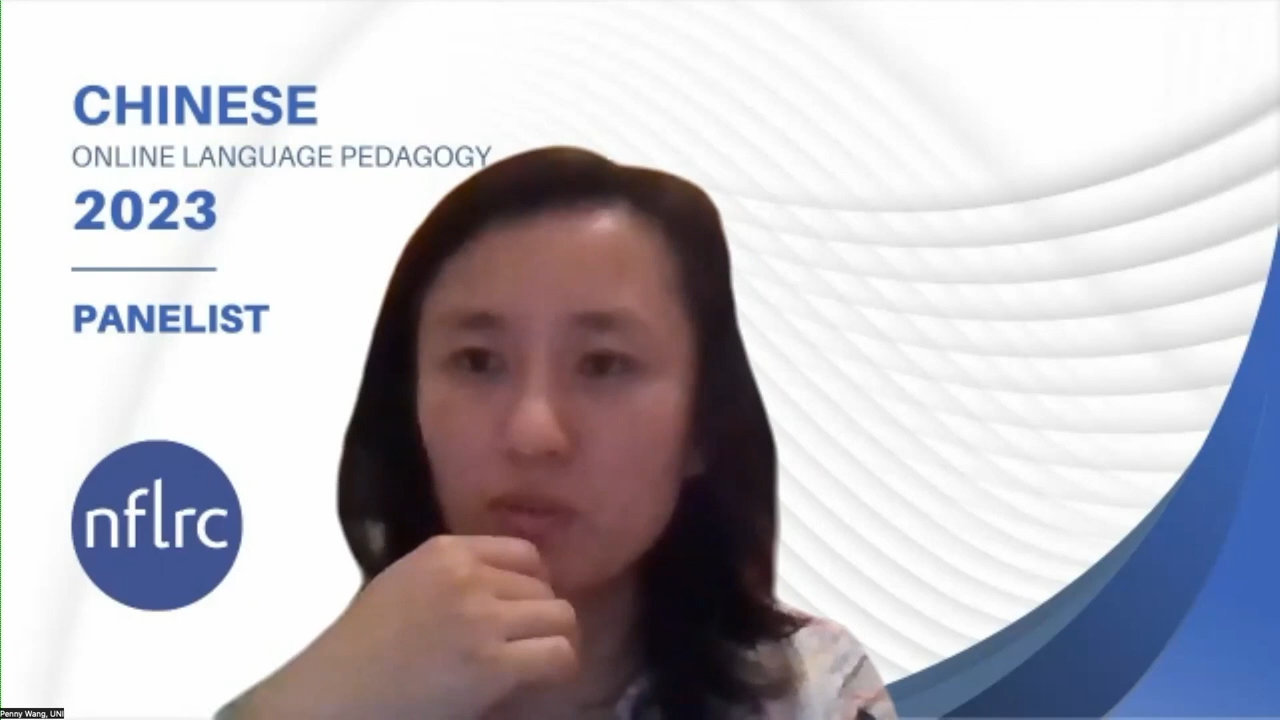 CHINESE
ONLINE LANGUAGE PEDAGOGY
2023
PANELIST
nflrc
Penny Wang, UNI